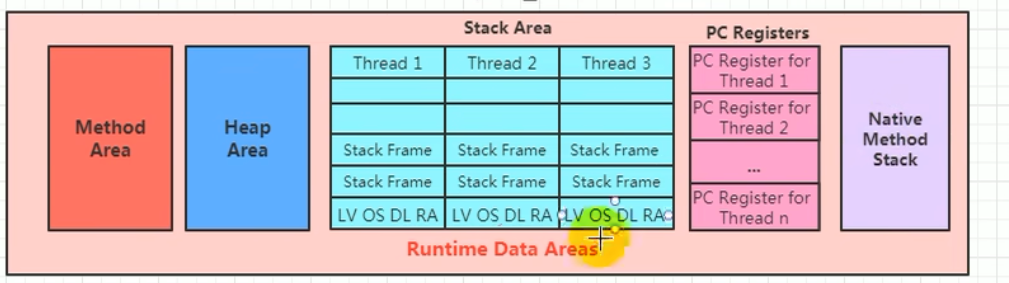 Stack Area
PC Registers
Method
Area
Heap
Area
Thread 1
Thread 2
Thread 3
Stack Frame
Stack Frame
Stack Frame
Stack Frame
Stack Frame
Stack Frame
LV OS DL RA
LV OS DL RA
LV OS DL RA
PC Register for
Thread 1
PC Register for
Thread 2
...
PC Register for
Thread n
Native
Method
Stack
Runtime Data Areas